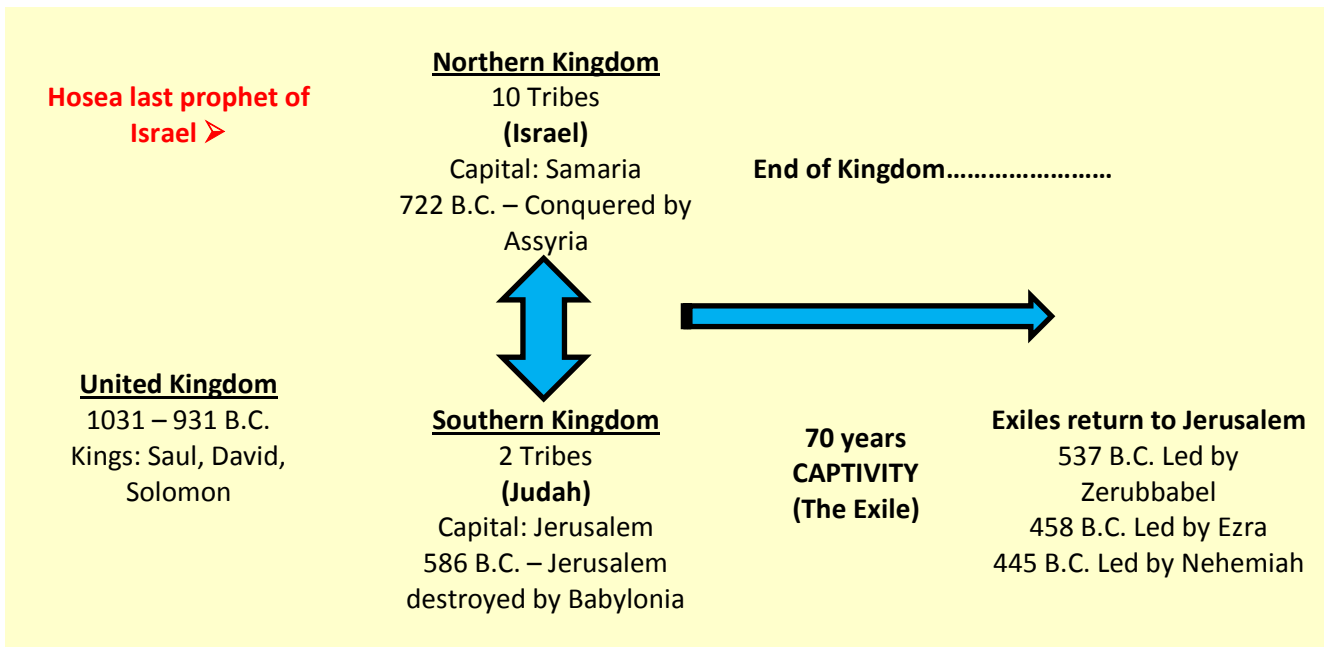 Hosea last prophet of
Israel ➢
Northern Kingdom
10 Tribes
(Israel)
Capital: Samaria
722 B.C. – Conquered by
Assyria
End of Kingdom……………………
United Kingdom
1031 – 931 B.C.
Kings: Saul, David,
Solomon
Southern Kingdom
2 Tribes
(Judah)
Capital: Jerusalem
586 B.C. – Jerusalem
destroyed by Babylonia
70 years
CAPTIVITY
(The Exile)
Exiles return to Jerusalem
537 B.C. Led by
Zerubbabel
458 B.C. Led by Ezra
445 B.C. Led by Nehemiah